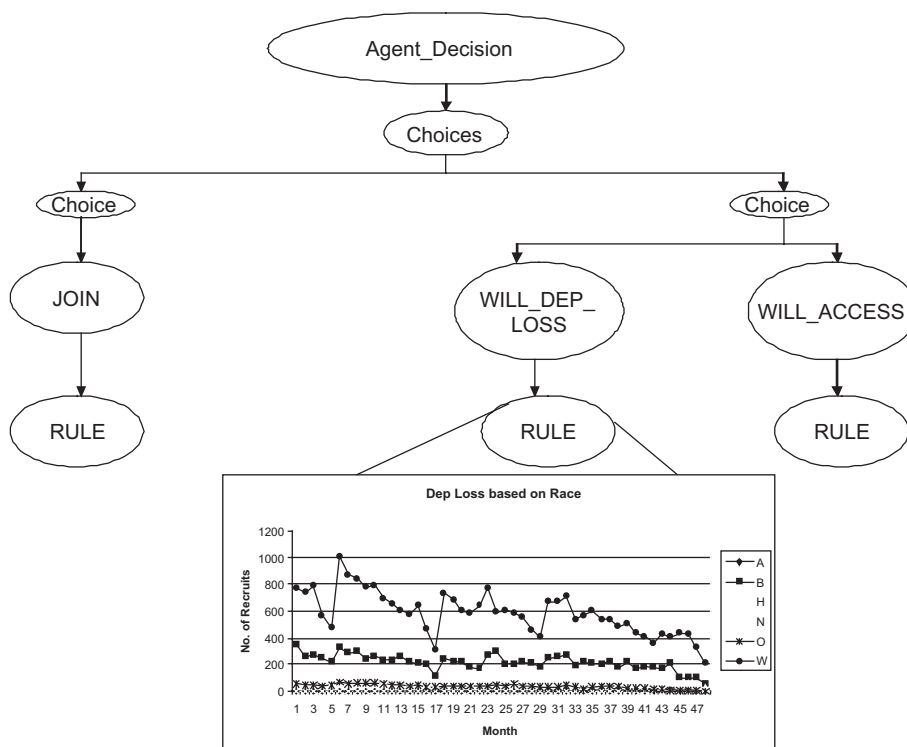 Agent_Decision
Choices
Choice
Choice
JOIN
WILL_DEP_
LOSS
WILL_ACCESS
RULE
RULE
RULE
Dep Loss based on Race
No. of Recruits
1200
1000
800
600
400
200
0
1 3 5 7 9 11 13 15 17 19 21 23 25 27 29 31 33 35 37 39 41 43 45 47
Month
A
B
H
N
O
W